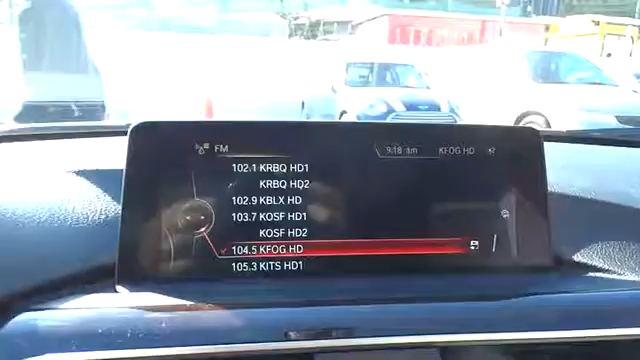 FM
9:18 am KFOG HD
102.1 KRBQ HD1
KRBQ HD2
102.9 KBLX HD
103.7 KOSF HD1
KOSF HD2
104.5 KFOG HD
105.3 KITS HD1